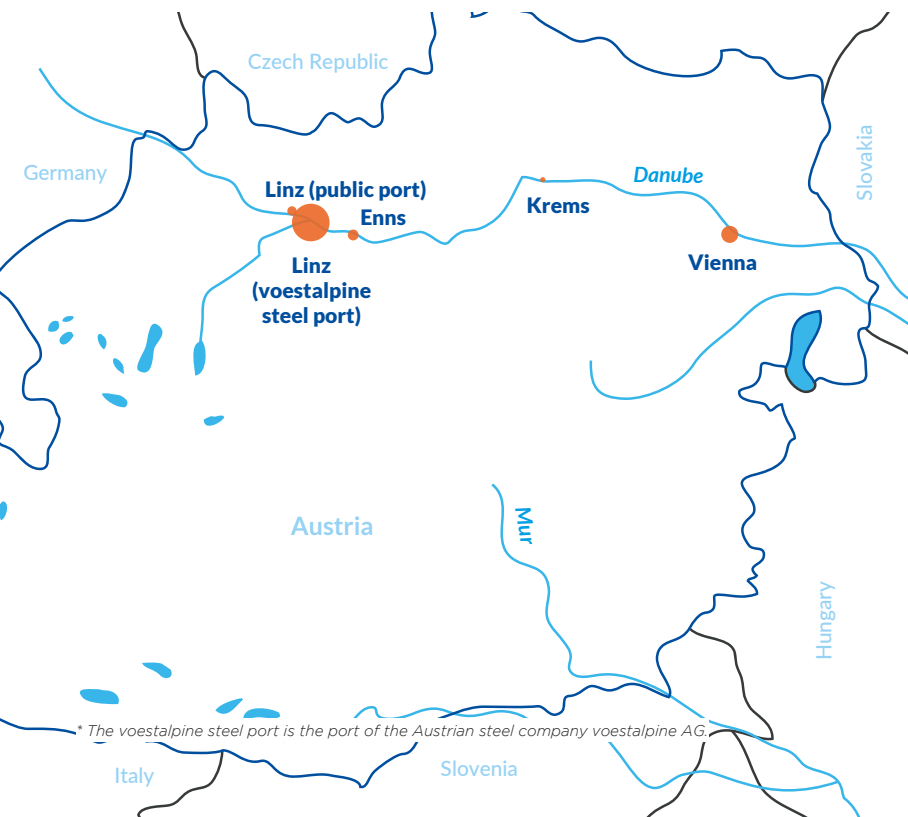 Czech Republic
Germany
Slovakia
Linz (public port)
Enns
Danube
Krems
Vienna
Linz
(voestalpine
steel port)
Austria
Mur
Hungary
* The voestalpine steel port is the port of the Austrian steel company voestalpine AG.
Italy
Slovenia